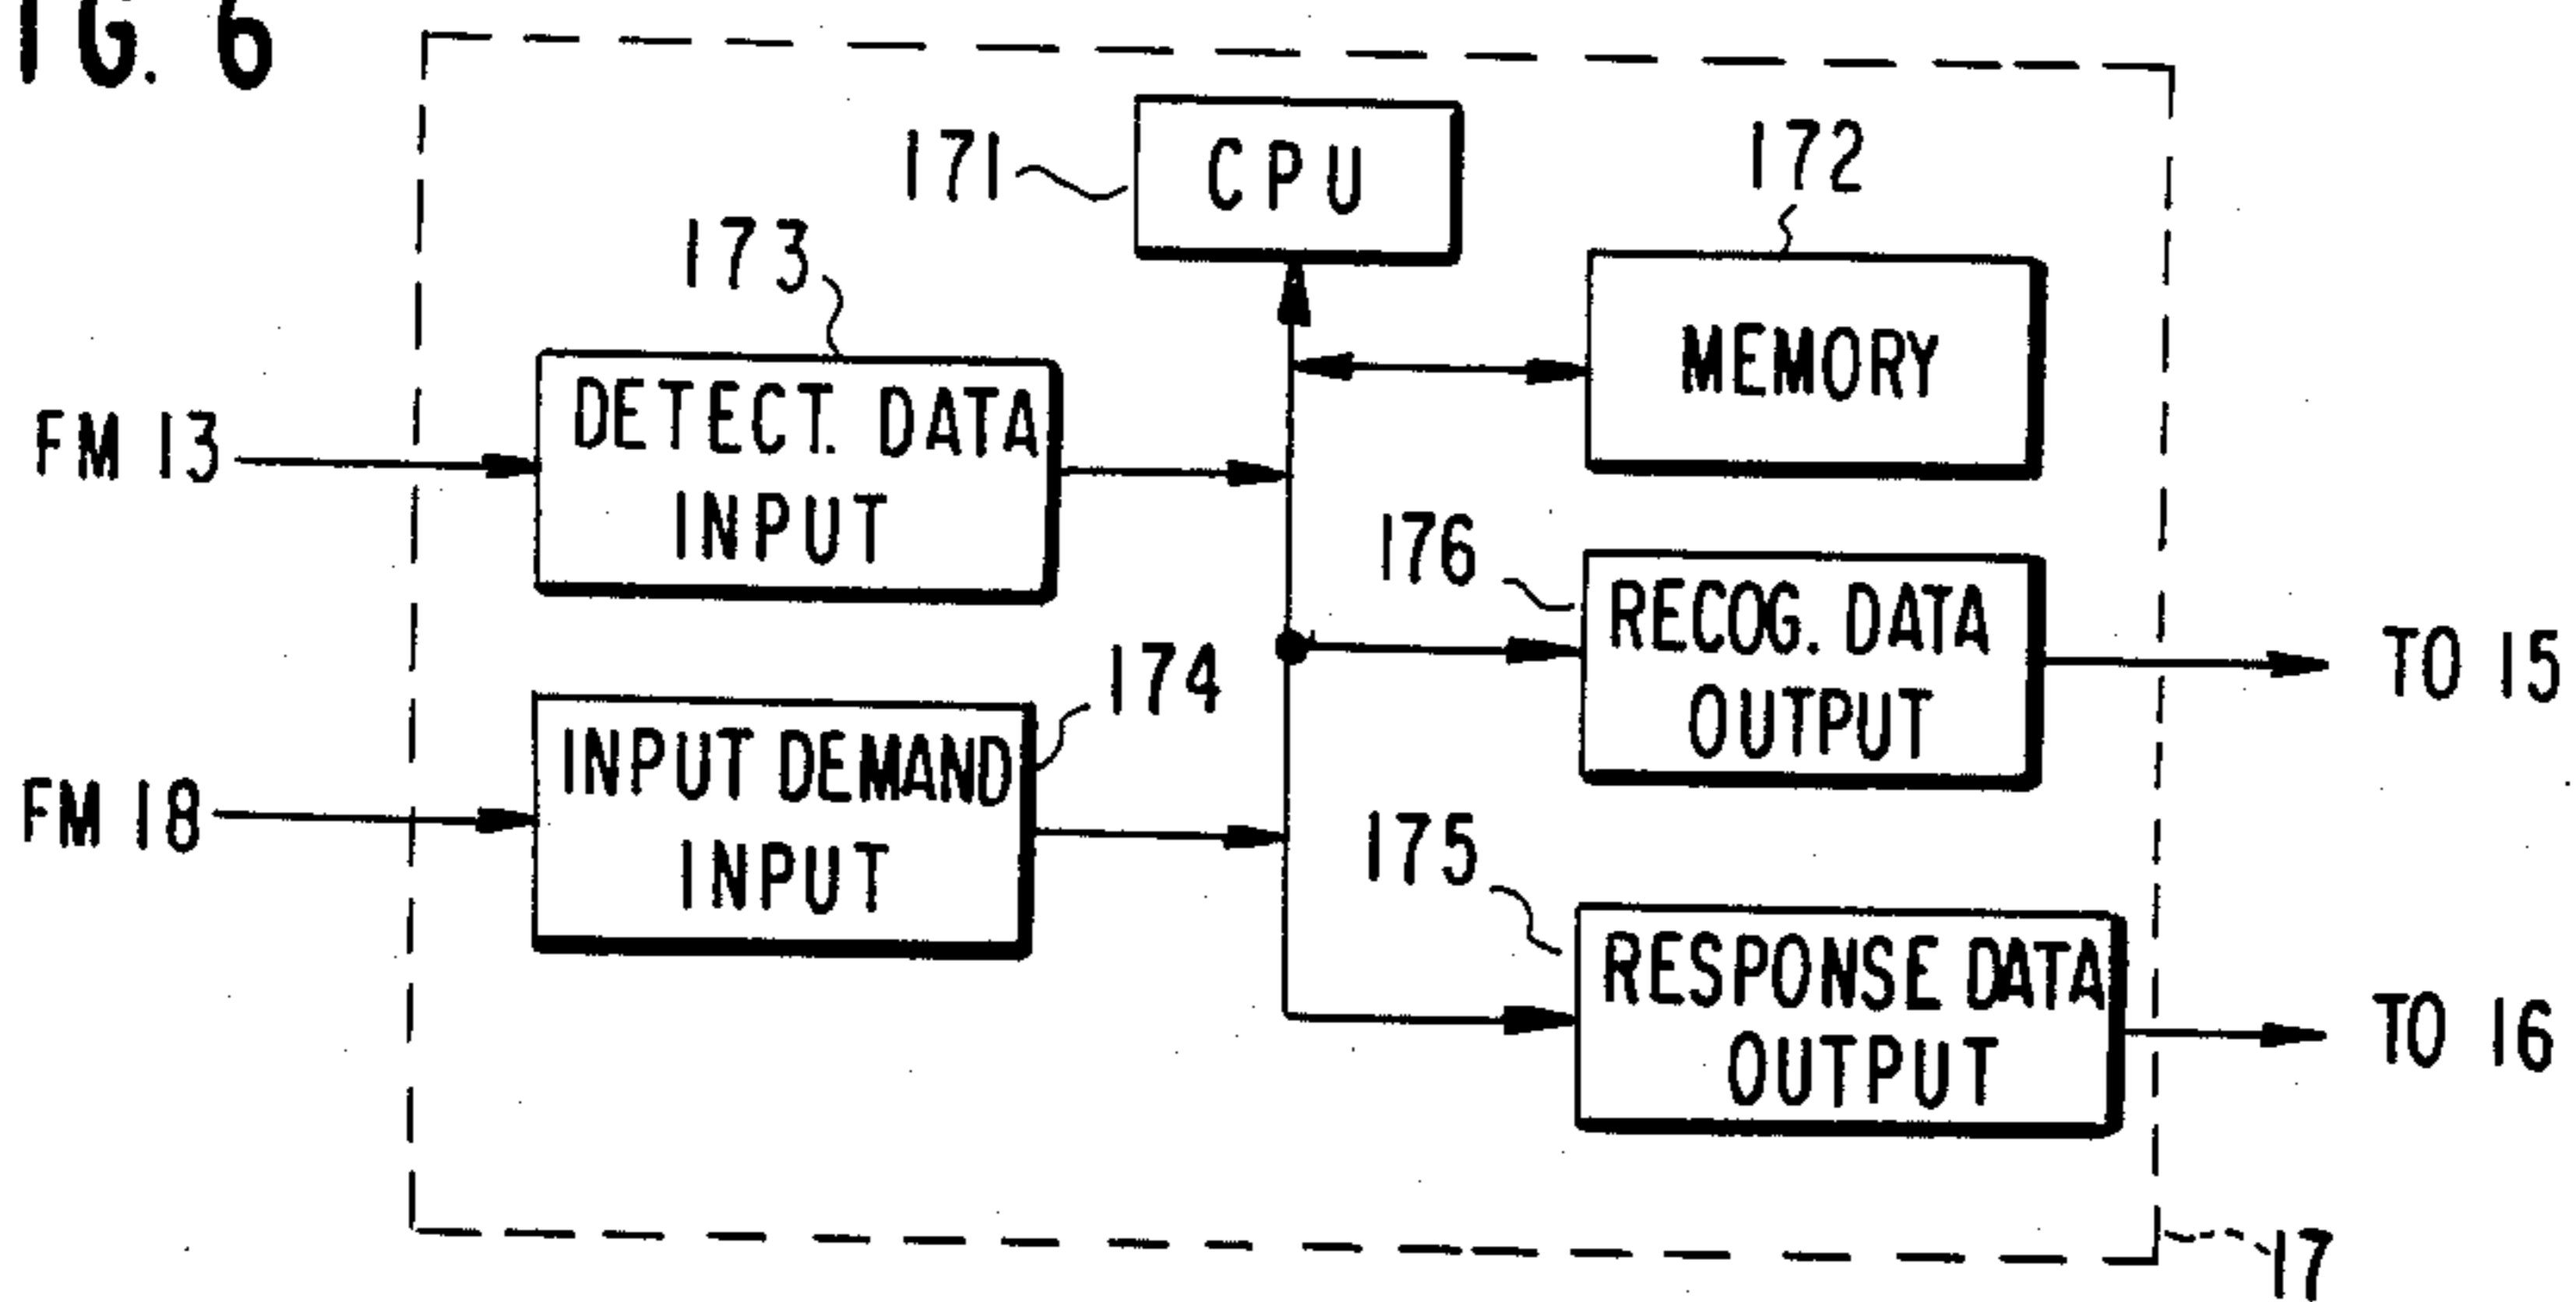 IG. 6
171
CPU
172
173
MEMORY
DETECT. DATA
INPUT
FM 13
176
RECOG. DATA
OUTPUT
TO 15
174
INPUT DEMAND
INPUT
FM 18
175
RESPONSE DATA
OUTPUT
TO 16
17